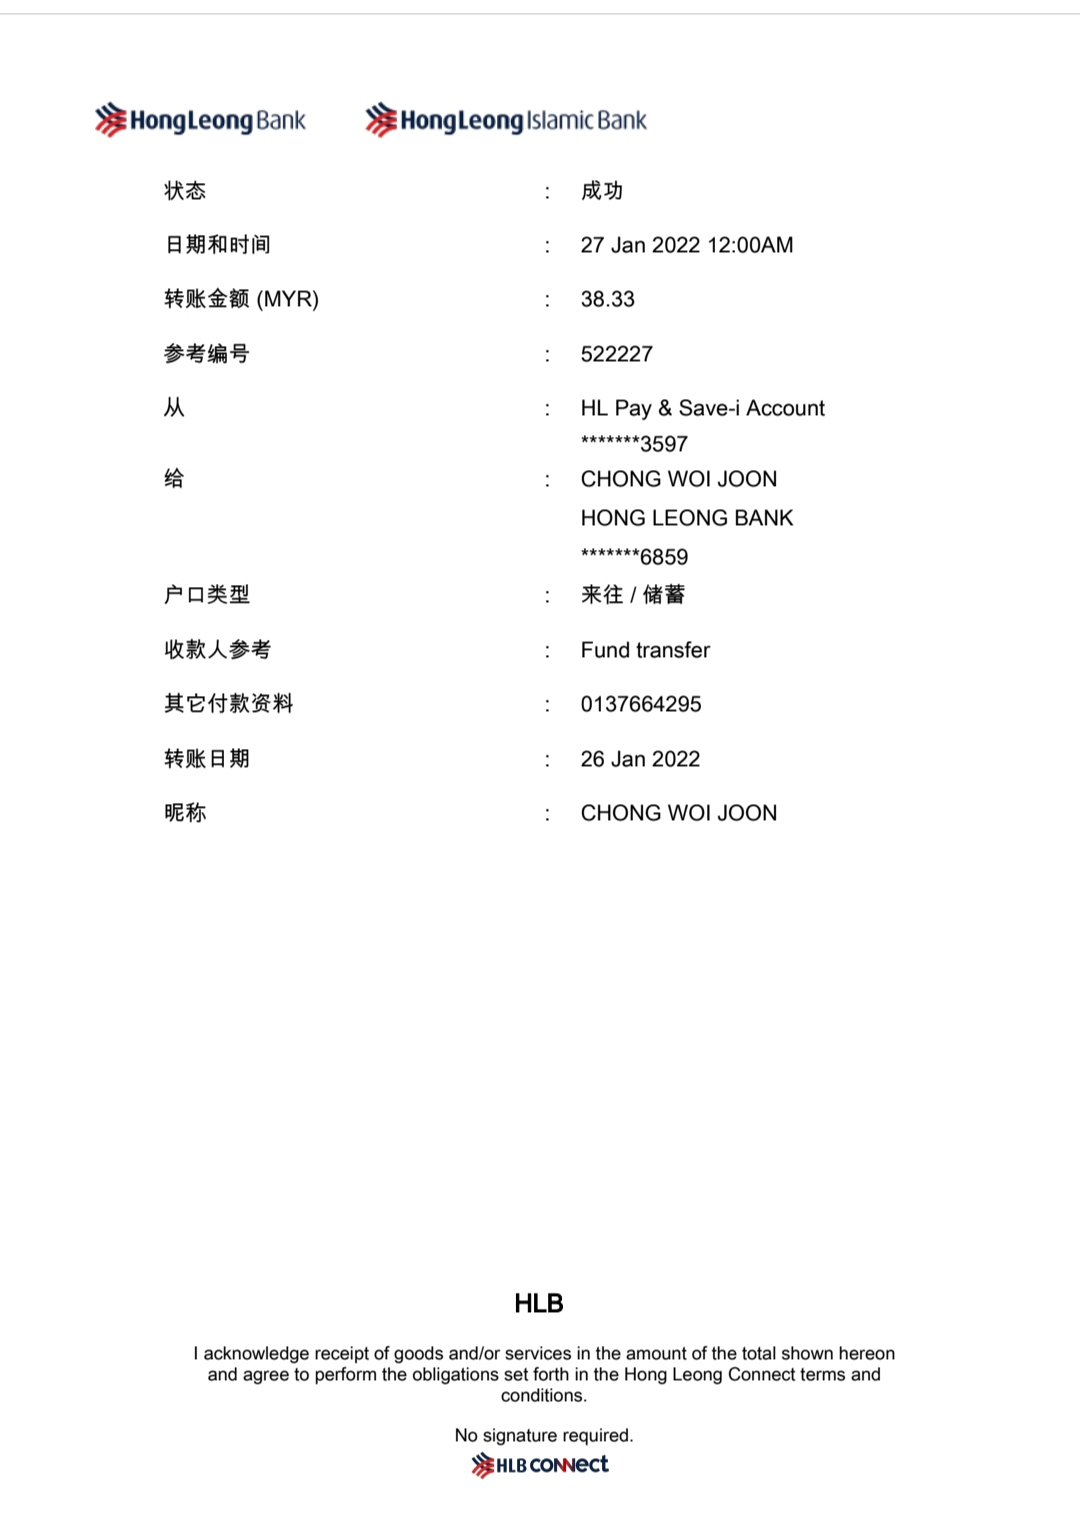 HongLeong Bank HongLeong Islamic Bank
状态 : 成功
日期和时间 : 27 Jan 2022 12:00AM
转账金额 (MYR) : 38.33
参考编号 : 522227
从 : HL Pay & Save-i Account
*******3597
给 : CHONG WOI JOON
HONG LEONG BANK
*******6859
户口类型 : 来往 / 储蓄
收款人参考 : Fund transfer
其它付款资料 : 0137664295
转账日期 : 26 Jan 2022
昵称 : CHONG WOI JOON
HLB
I acknowledge receipt of goods and/or services in the amount of the total shown hereon
and agree to perform the obligations set forth in the Hong Leong Connect terms and
conditions.
No signature required.
HLB CONNect